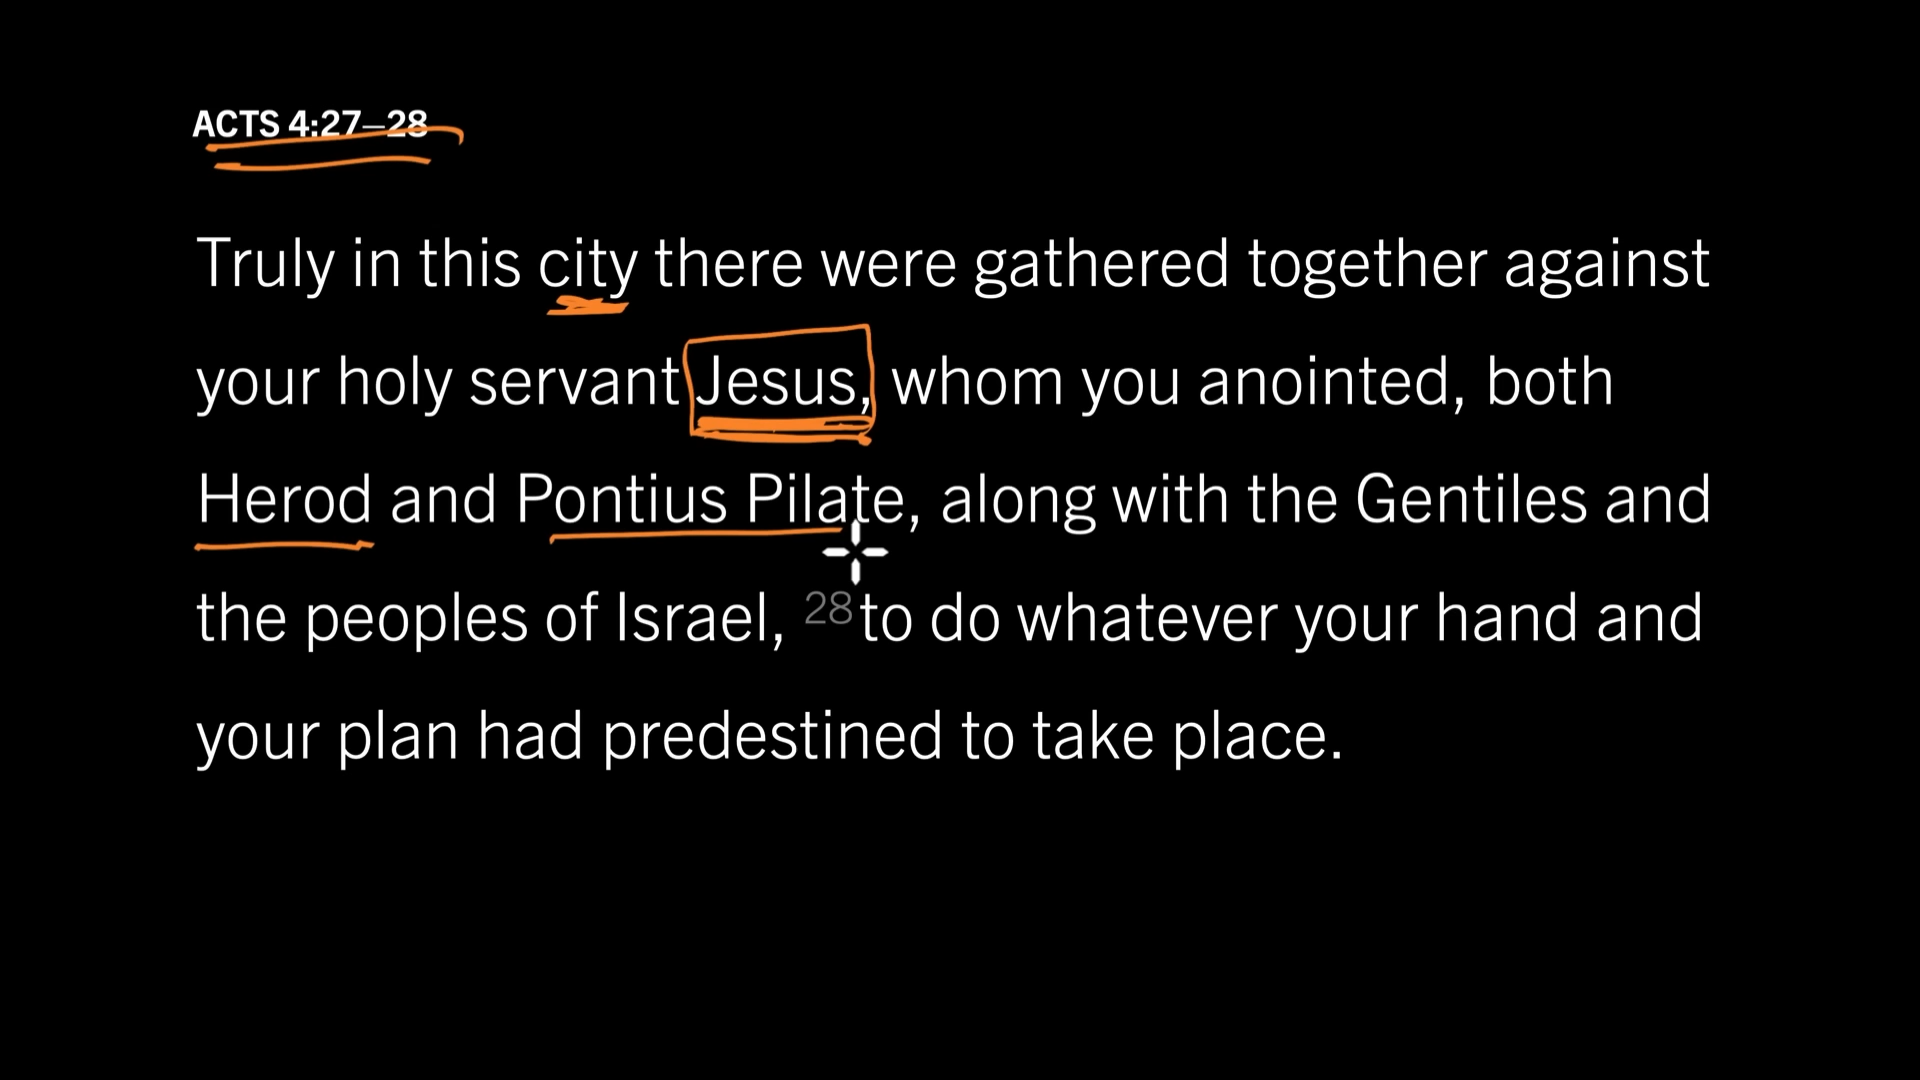 ACTS 4:27–28
Truly in this city there were gathered together against
your holy servant Jesus, whom you anointed, both
Herod and Pontius Pilate, along with the Gentiles and
the peoples of Israel, 28 to do whatever your hand and
your plan had predestined to take place.